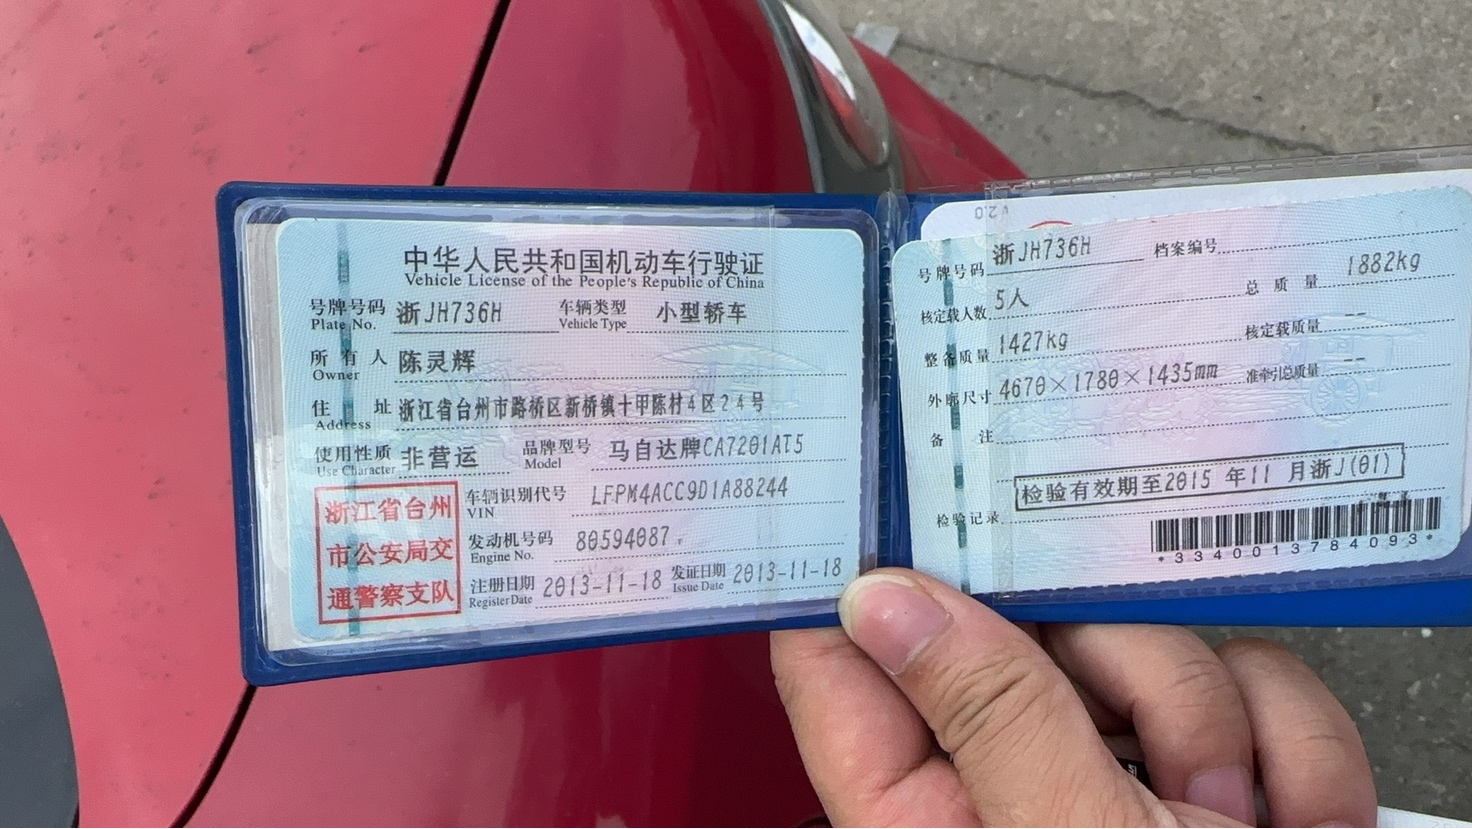 中华人民共和国机动车行驶证
Vehicle License of the People's Republic of China
号牌号码 浙JH736H 车辆类型 小型轿车
Plate No. Vehicle Type
所有人 陈灵辉
Owner
住址 浙江省台州市路桥区新桥镇十甲陈村4区24号
Address
使用性质 非营运 品牌型号 马自达牌CA7201AT5
Use Character Model
浙江省台州
市公安局交
通警察支队
车辆识别代号 LFPM4ACC9D1A88244
VIN
发动机号码 80594087
Engine No.
注册日期 2013-11-18 发证日期 2013-11-18
Register Date Issue Date
V2.0
号牌号码 浙JH736H 档案编号
核定载人数 5人 总质量 1882kg
整备质量 1427kg 核定载质量 --
外廓尺寸 4670×1780×1435mm 准牵引总质量 --
备注
检验有效期至2015年11月浙J(01)
检验记录
*3340013784093*